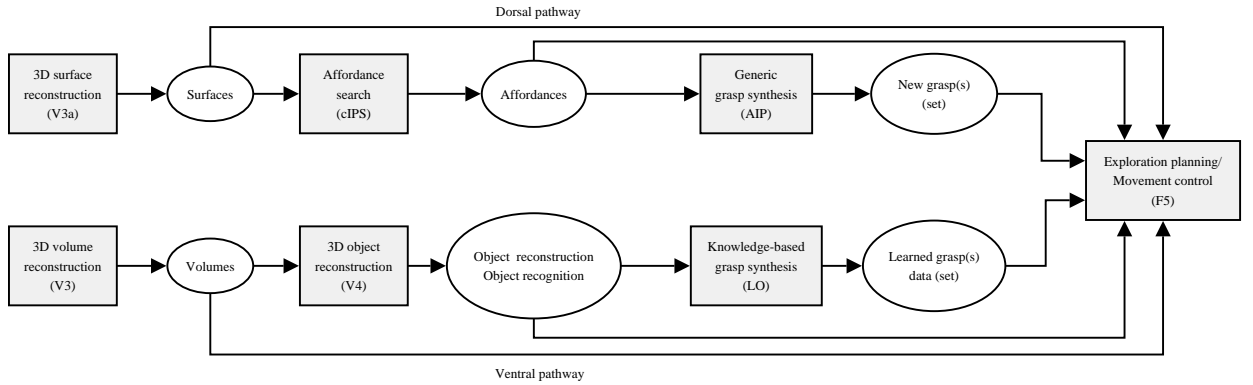 Dorsal pathway
3D surface
reconstruction
(V3a)
Surfaces
Affordance
search
(cIPS)
Affordances
Generic
grasp synthesis
(AIP)
New grasp(s)
(set)
Exploration planning/
Movement control
(F5)
3D volume
reconstruction
(V3)
Volumes
3D object
reconstruction
(V4)
Object reconstruction
Object recognition
Knowledge-based
grasp synthesis
(LO)
Learned grasp(s)
data (set)
Ventral pathway